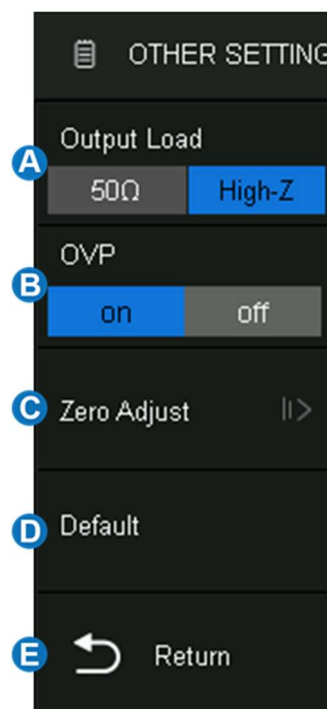 OTHER SETTING
Output Load
A
50Ω High-Z
OVP
B
on off
C Zero Adjust
D Default
E Return